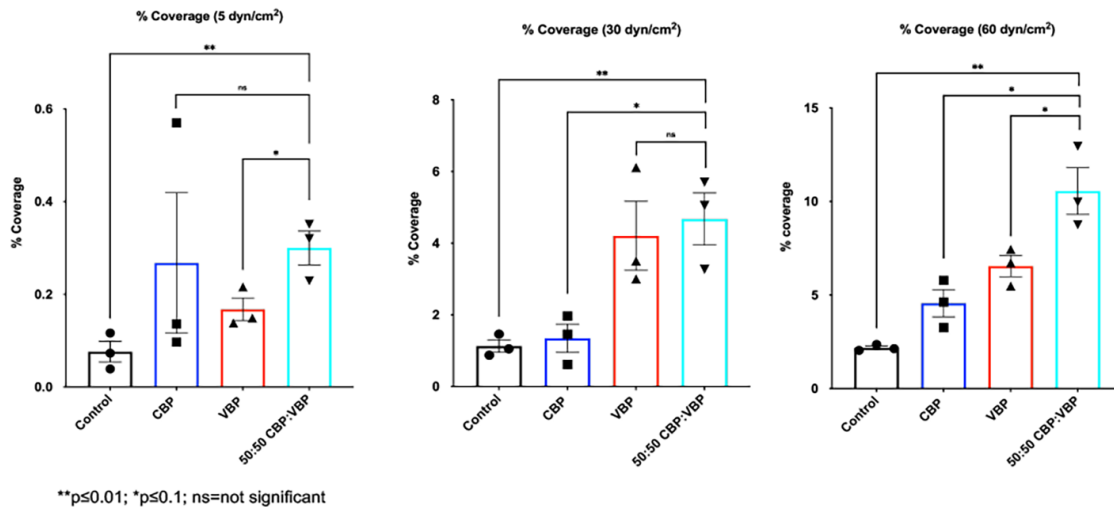 % Coverage (5 dyn/cm²)
**
ns
*
0.6
0.4
0.2
0.0
% Coverage
Control
CBP
VBP
50:50 CBP:VBP
% Coverage (30 dyn/cm²)
**
*
ns
8
6
4
2
0
% Coverage
Control
CBP
VBP
50:50 CBP:VBP
% Coverage (60 dyn/cm²)
**
*
*
15
10
5
0
% coverage
Control
CBP
VBP
50:50 CBP:VBP
**p≤0.01; *p≤0.1; ns=not significant